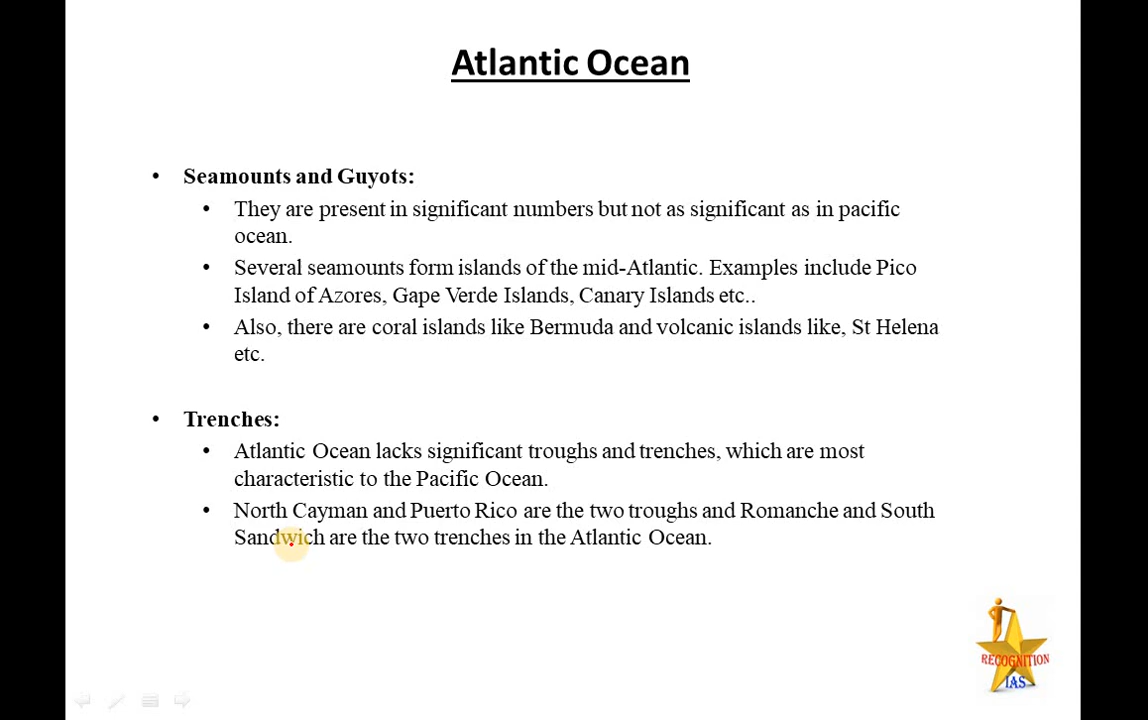 Atlantic Ocean
• Seamounts and Guyots:
• They are present in significant numbers but not as significant as in pacific
ocean.
• Several seamounts form islands of the mid-Atlantic. Examples include Pico
Island of Azores, Gape Verde Islands, Canary Islands etc..
• Also, there are coral islands like Bermuda and volcanic islands like, St Helena
etc.
• Trenches:
• Atlantic Ocean lacks significant troughs and trenches, which are most
characteristic to the Pacific Ocean.
• North Cayman and Puerto Rico are the two troughs and Romanche and South
Sandwich are the two trenches in the Atlantic Ocean.
RECOGNITION
IAS